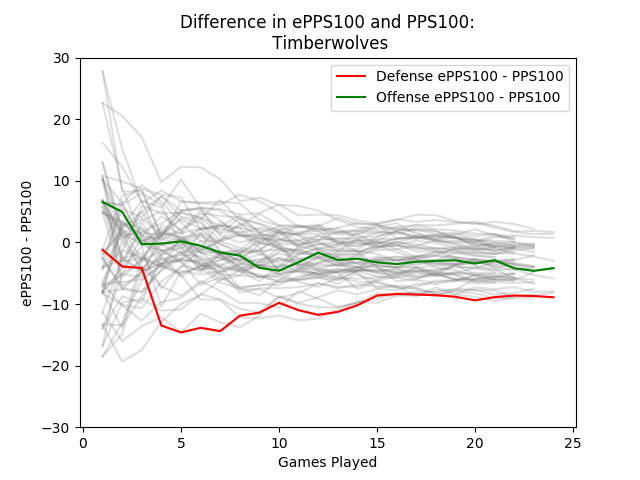 Difference in ePPS100 and PPS100:
Timberwolves
Defense ePPS100 - PPS100
Offense ePPS100 - PPS100
ePPS100 - PPS100
30
20
10
0
−10
−20
−30
0
5
10
15
20
25
Games Played